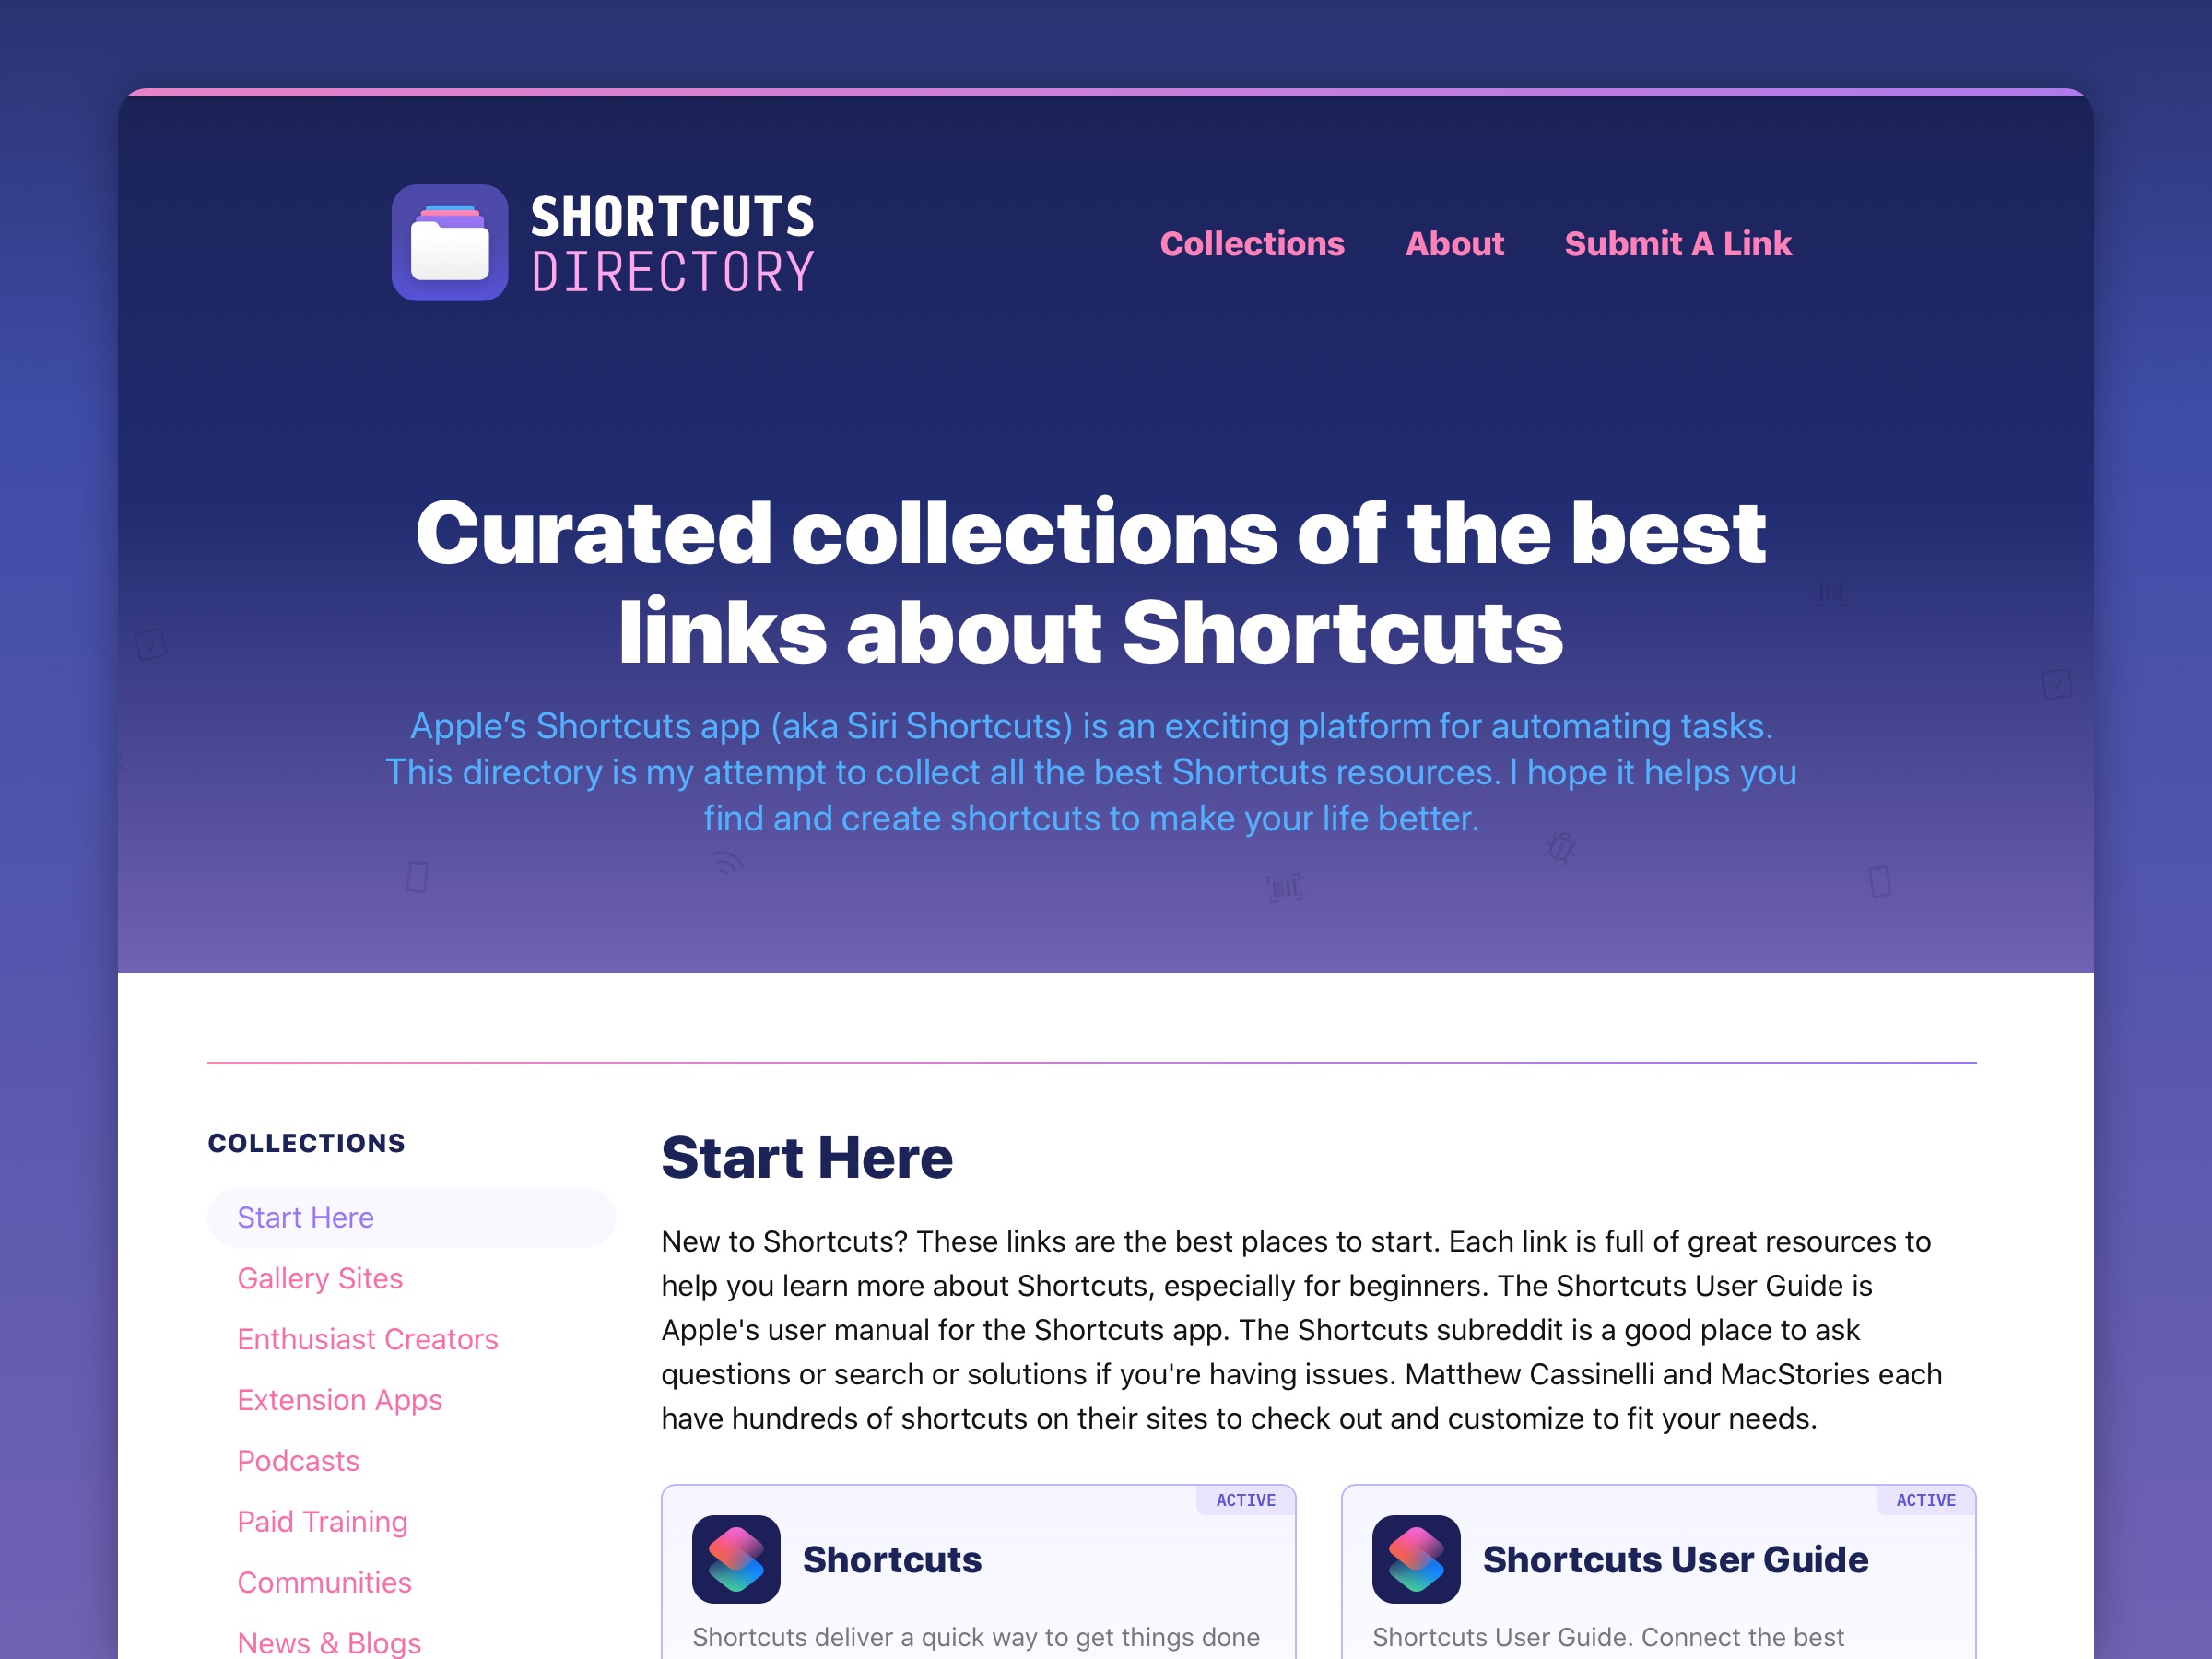 SHORTCUTS
DIRECTORY
Collections About Submit A Link
Curated collections of the best
links about Shortcuts
Apple’s Shortcuts app (aka Siri Shortcuts) is an exciting platform for automating tasks.
This directory is my attempt to collect all the best Shortcuts resources. I hope it helps you
find and create shortcuts to make your life better.
COLLECTIONS
Start Here
Gallery Sites
Enthusiast Creators
Extension Apps
Podcasts
Paid Training
Communities
News & Blogs
Start Here
New to Shortcuts? These links are the best places to start. Each link is full of great resources to
help you learn more about Shortcuts, especially for beginners. The Shortcuts User Guide is
Apple's user manual for the Shortcuts app. The Shortcuts subreddit is a good place to ask
questions or search or solutions if you're having issues. Matthew Cassinelli and MacStories each
have hundreds of shortcuts on their sites to check out and customize to fit your needs.
ACTIVE
Shortcuts
Shortcuts deliver a quick way to get things done
ACTIVE
Shortcuts User Guide
Shortcuts User Guide. Connect the best